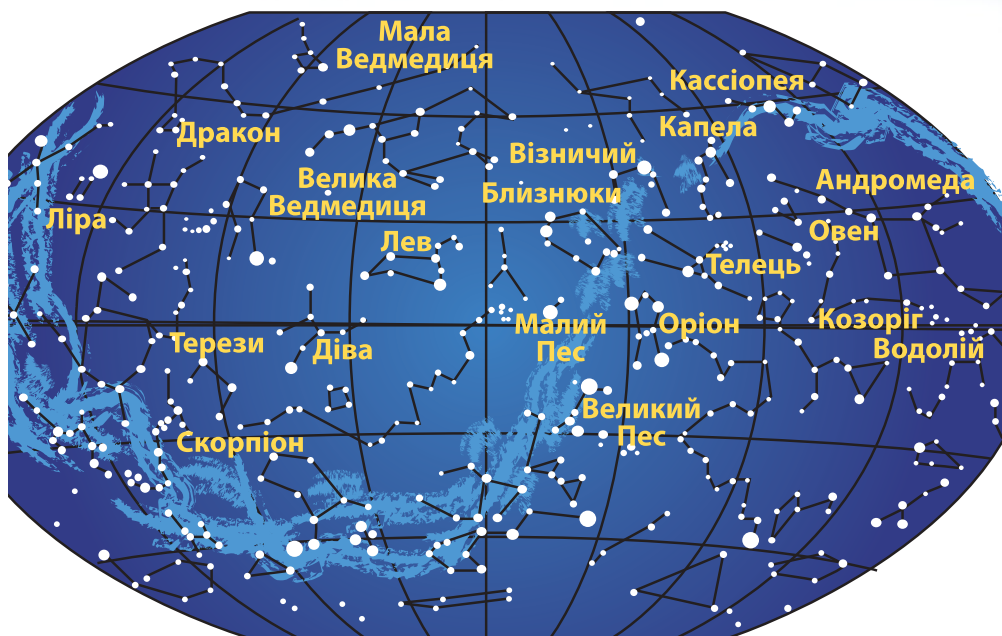 Мала
Ведмедиця
Кассіопея
Дракон
Капела
Візничий
Велика
Ведмедиця
Близнюки
Андромеда
Ліра
Овен
Лев
Телець
Терези
Діва
Малий
Пес
Оріон
Козоріг
Водолій
Великий
Пес
Скорпіон